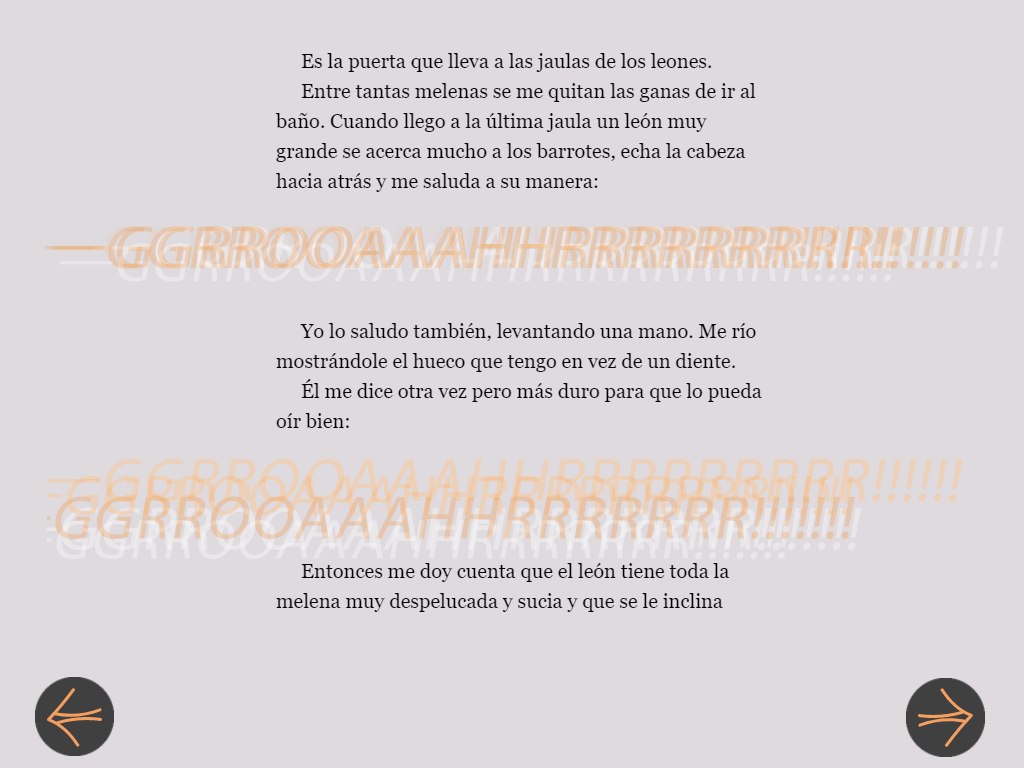 Es la puerta que lleva a las jaulas de los leones.
Entre tantas melenas se me quitan las ganas de ir al
baño. Cuando llego a la última jaula un león muy
grande se acerca mucho a los barrotes, echa la cabeza
hacia atrás y me saluda a su manera:
Yo lo saludo también, levantando una mano. Me río
mostrándole el hueco que tengo en vez de un diente.
Él me dice otra vez pero más duro para que lo pueda
oír bien:
—GGRROOAAAHHRRRRRRRR!!!!!!
Entonces me doy cuenta que el león tiene toda la
melena muy despelucada y sucia y que se le inclina